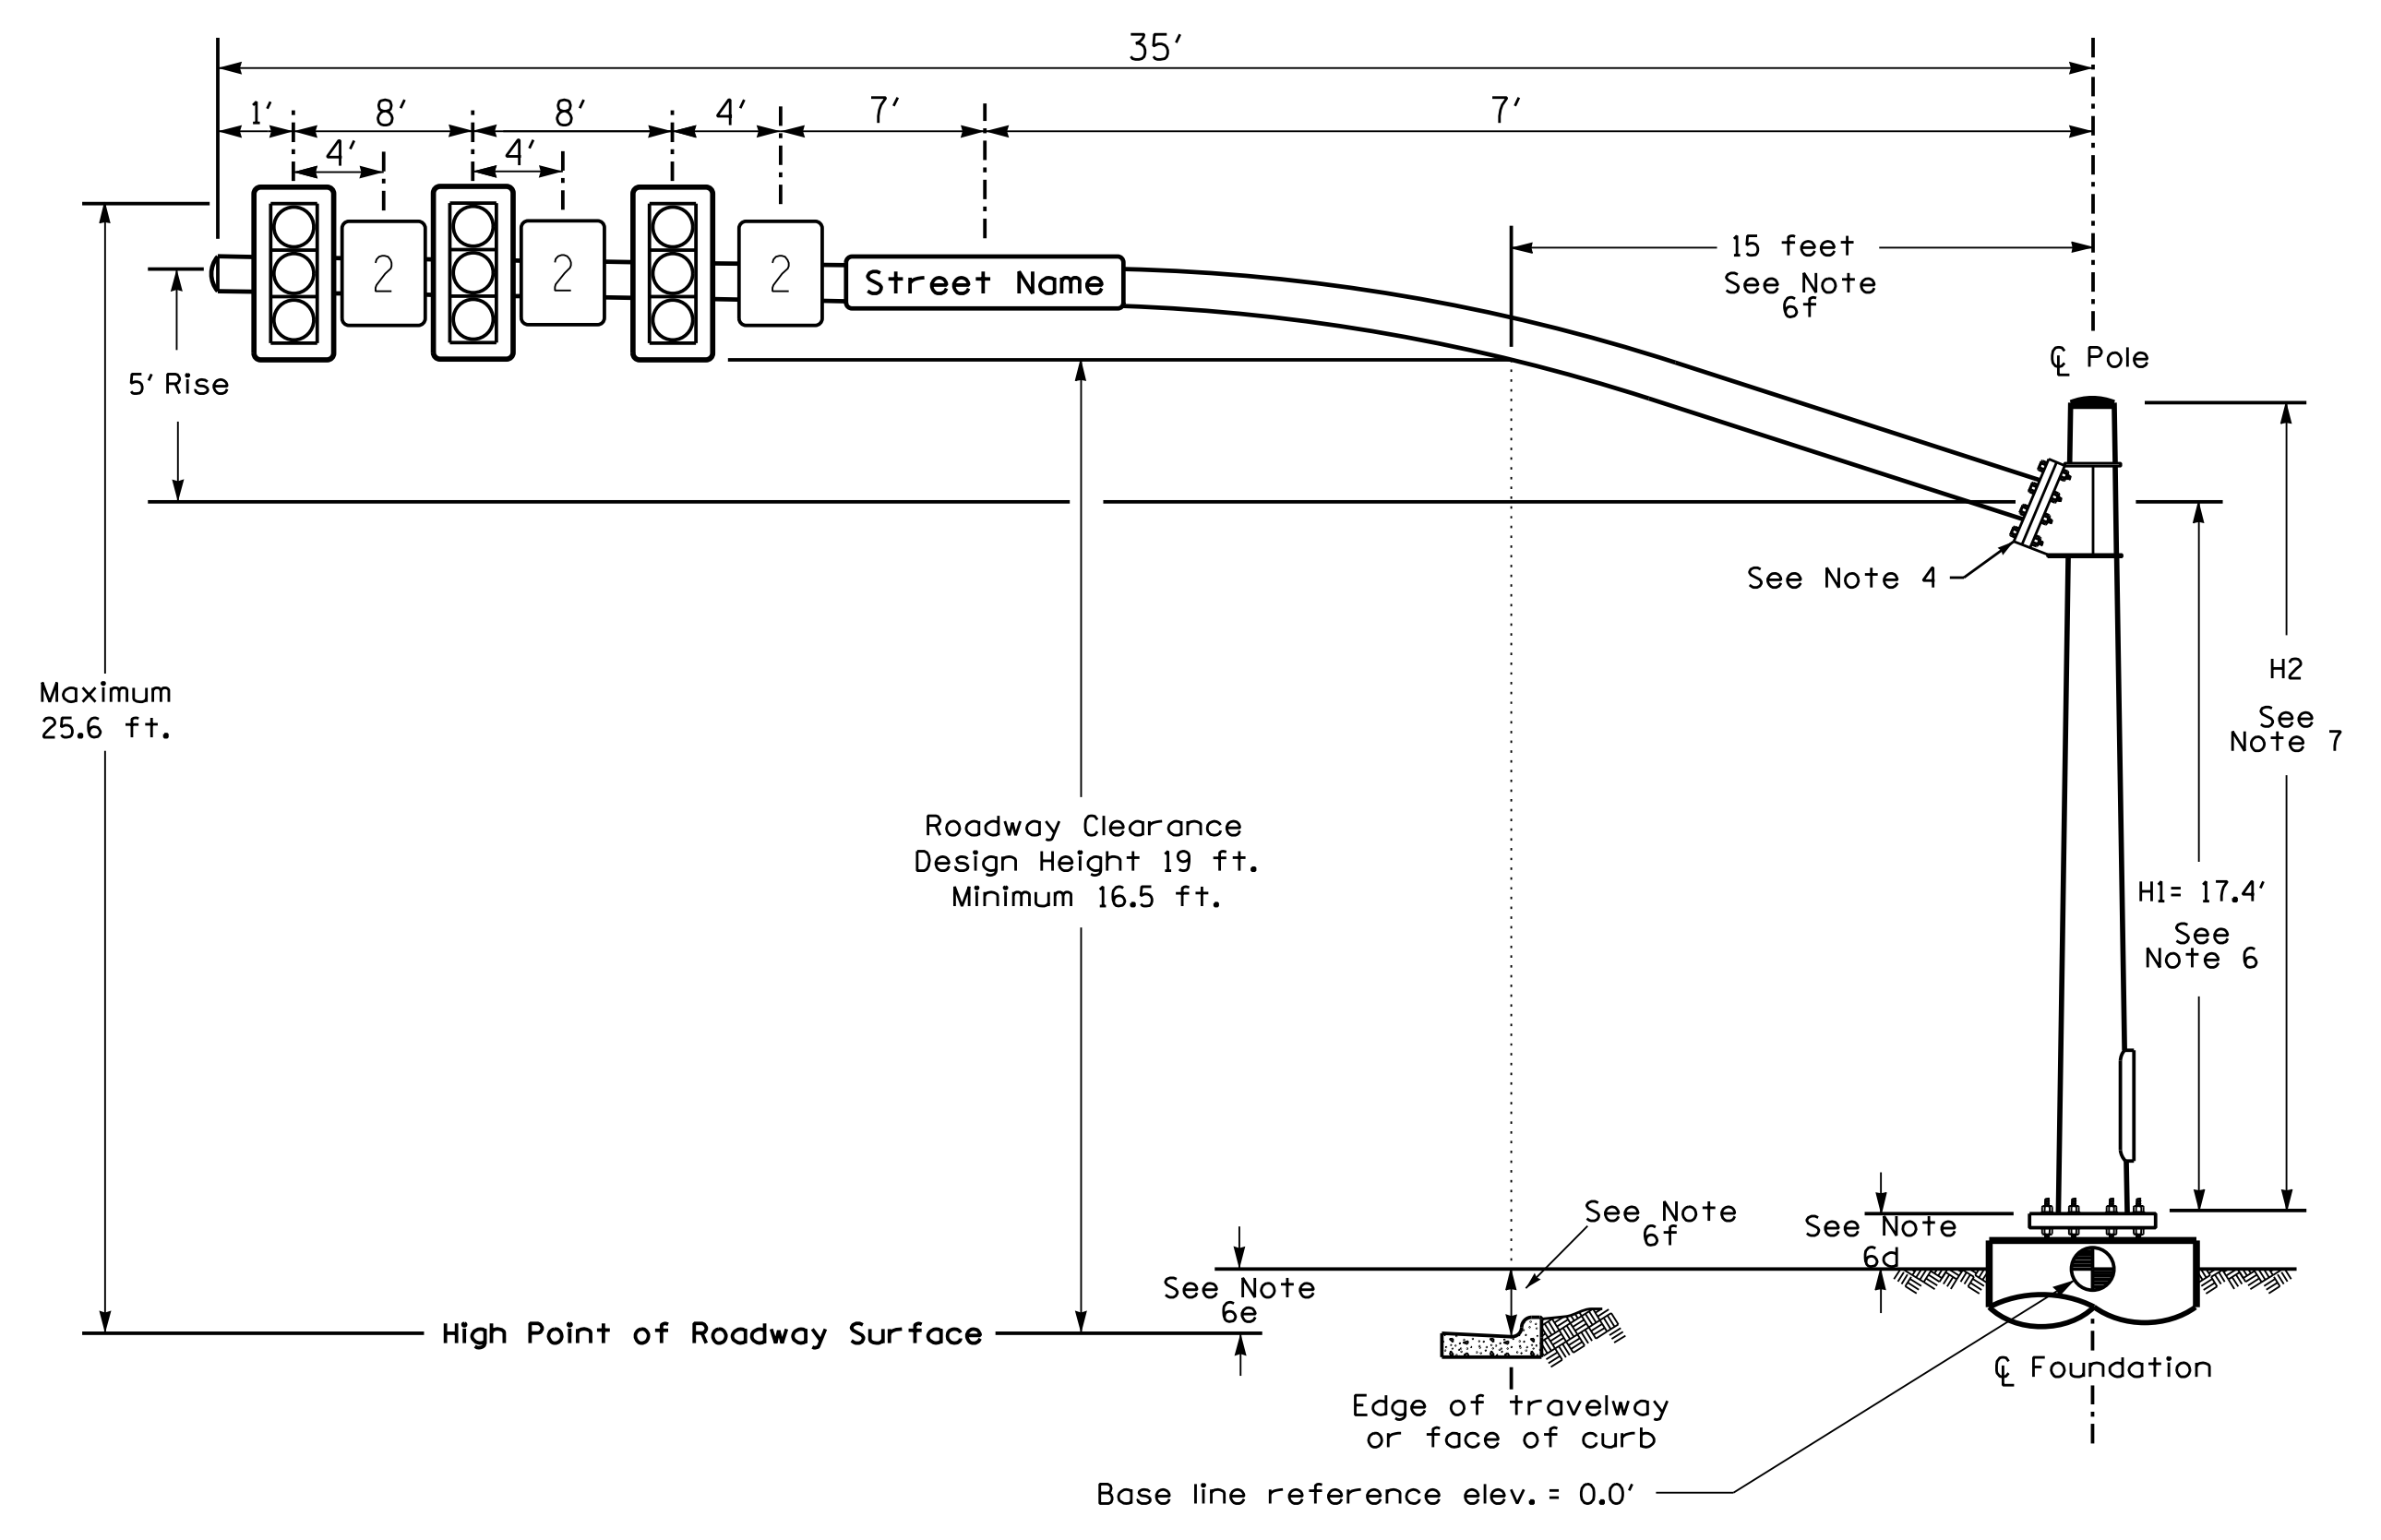 35'
1'
8'
8'
4'
7'
7'
4'
4'
2
2
2
Street Name
15 feet
See Note
6f
℄ Pole
5' Rise
See Note 4
Maximum
25.6 ft.
H2
See
Note 7
Roadway Clearance
Design Height 19 ft.
Minimum 16.5 ft.
H1= 17.4'
See
Note 6
See Note
6f
See Note
6d
See Note
6e
High Point of Roadway Surface
℄ Foundation
Edge of travelway
or face of curb
Base line reference elev. = 0.0'